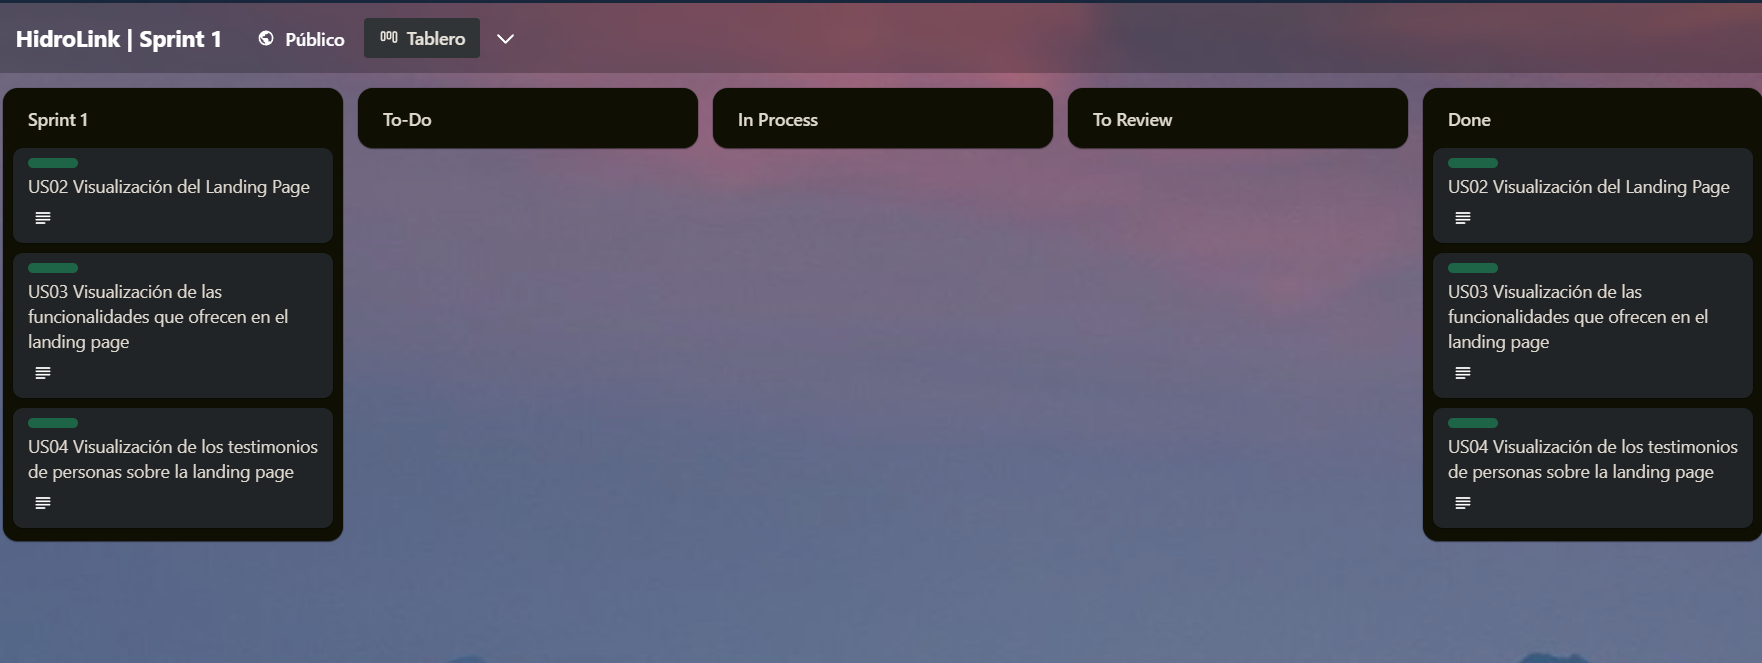 HidroLink | Sprint 1
Público
Tablero
Sprint 1
US02 Visualización del Landing Page
US03 Visualización de las
funcionalidades que ofrecen en el
landing page
US04 Visualización de los testimonios
de personas sobre la landing page
To-Do
In Process
To Review
Done
US02 Visualización del Landing Page
US03 Visualización de las
funcionalidades que ofrecen en el
landing page
US04 Visualización de los testimonios
de personas sobre la landing page